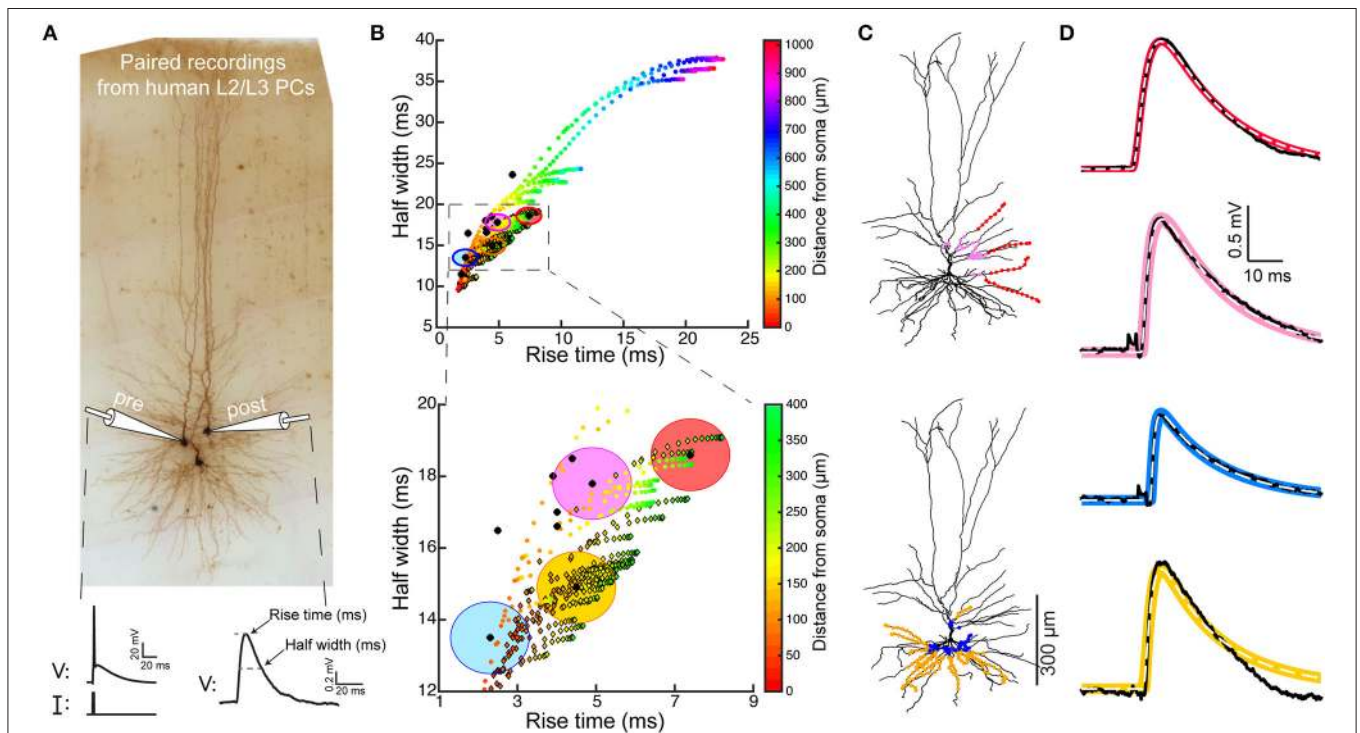 A
Paired recordings
from human L2/L3 PCs
pre
post
V:
I:
20 mV
20 ms
V:
Rise time (ms)
Half width (ms)
0.2 mV
20 ms
B
40
35
30
25
20
15
10
5
0
5
10
15
20
25
Half width (ms)
Rise time (ms)
1000
900
800
700
600
500
400
300
200
100
0
Distance from soma (µm)
20
18
16
14
12
1
3
5
7
9
Half width (ms)
Rise time (ms)
400
350
300
250
200
150
100
50
0
Distance from soma (µm)
C
300 µm
D
0.5 mV
10 ms